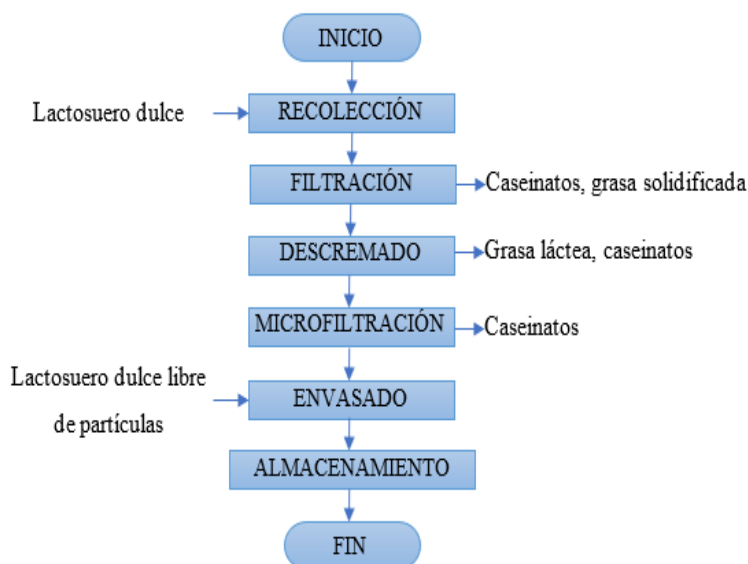 INICIO
Lactosuero dulce
RECOLECCIÓN
FILTRACIÓN
Caseinatos, grasa solidificada
DESCREMADO
Grasa láctea, caseinatos
MICROFILTRACIÓN
Caseinatos
Lactosuero dulce libre
de partículas
ENVASADO
ALMACENAMIENTO
FIN